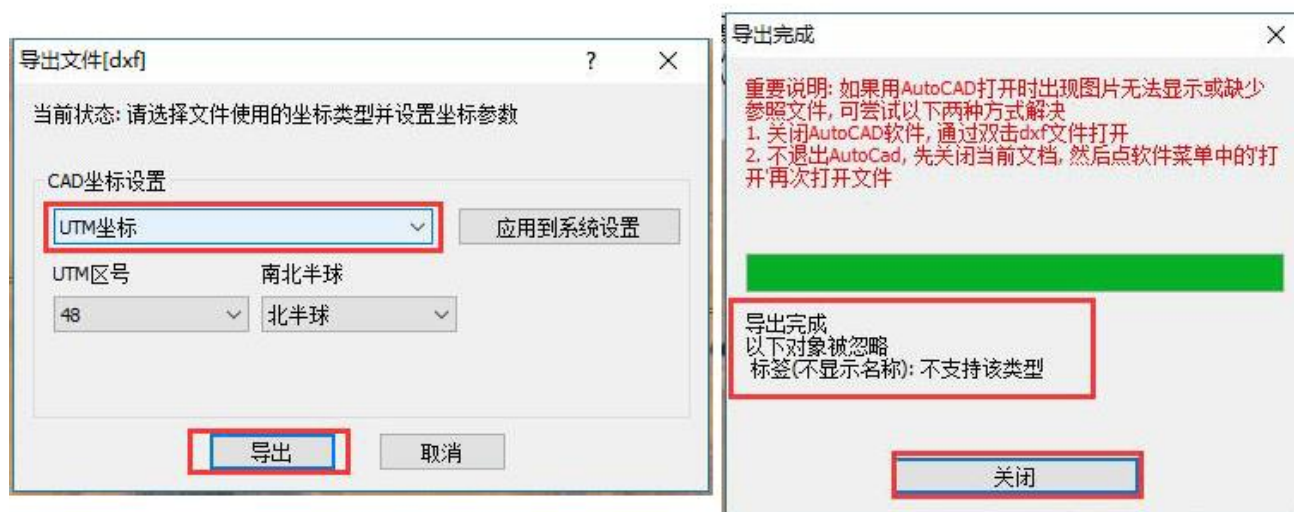 导出文件[dxf]
?
当前状态: 请选择文件使用的坐标类型并设置坐标参数
CAD坐标设置
UTM坐标
应用到系统设置
UTM区号
南北半球
48
北半球
导出
取消
导出完成
重要说明: 如果用AutoCAD打开时出现图片无法显示或缺少
参照文件, 可尝试以下两种方式解决
1. 关闭AutoCAD软件, 通过双击dxf文件打开
2. 不退出AutoCad, 先关闭当前文档, 然后点软件菜单中的'打
开'再次打开文件
导出完成
以下对象被忽略
标签(不显示名称): 不支持该类型
关闭